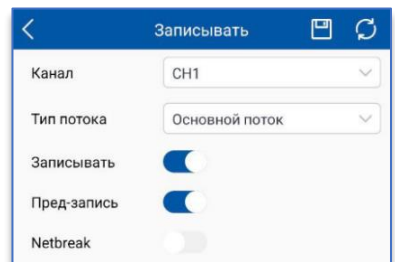 Записывать
Канал CH1
Тип потока Основной поток
Записывать
Пред-запись
Netbreak